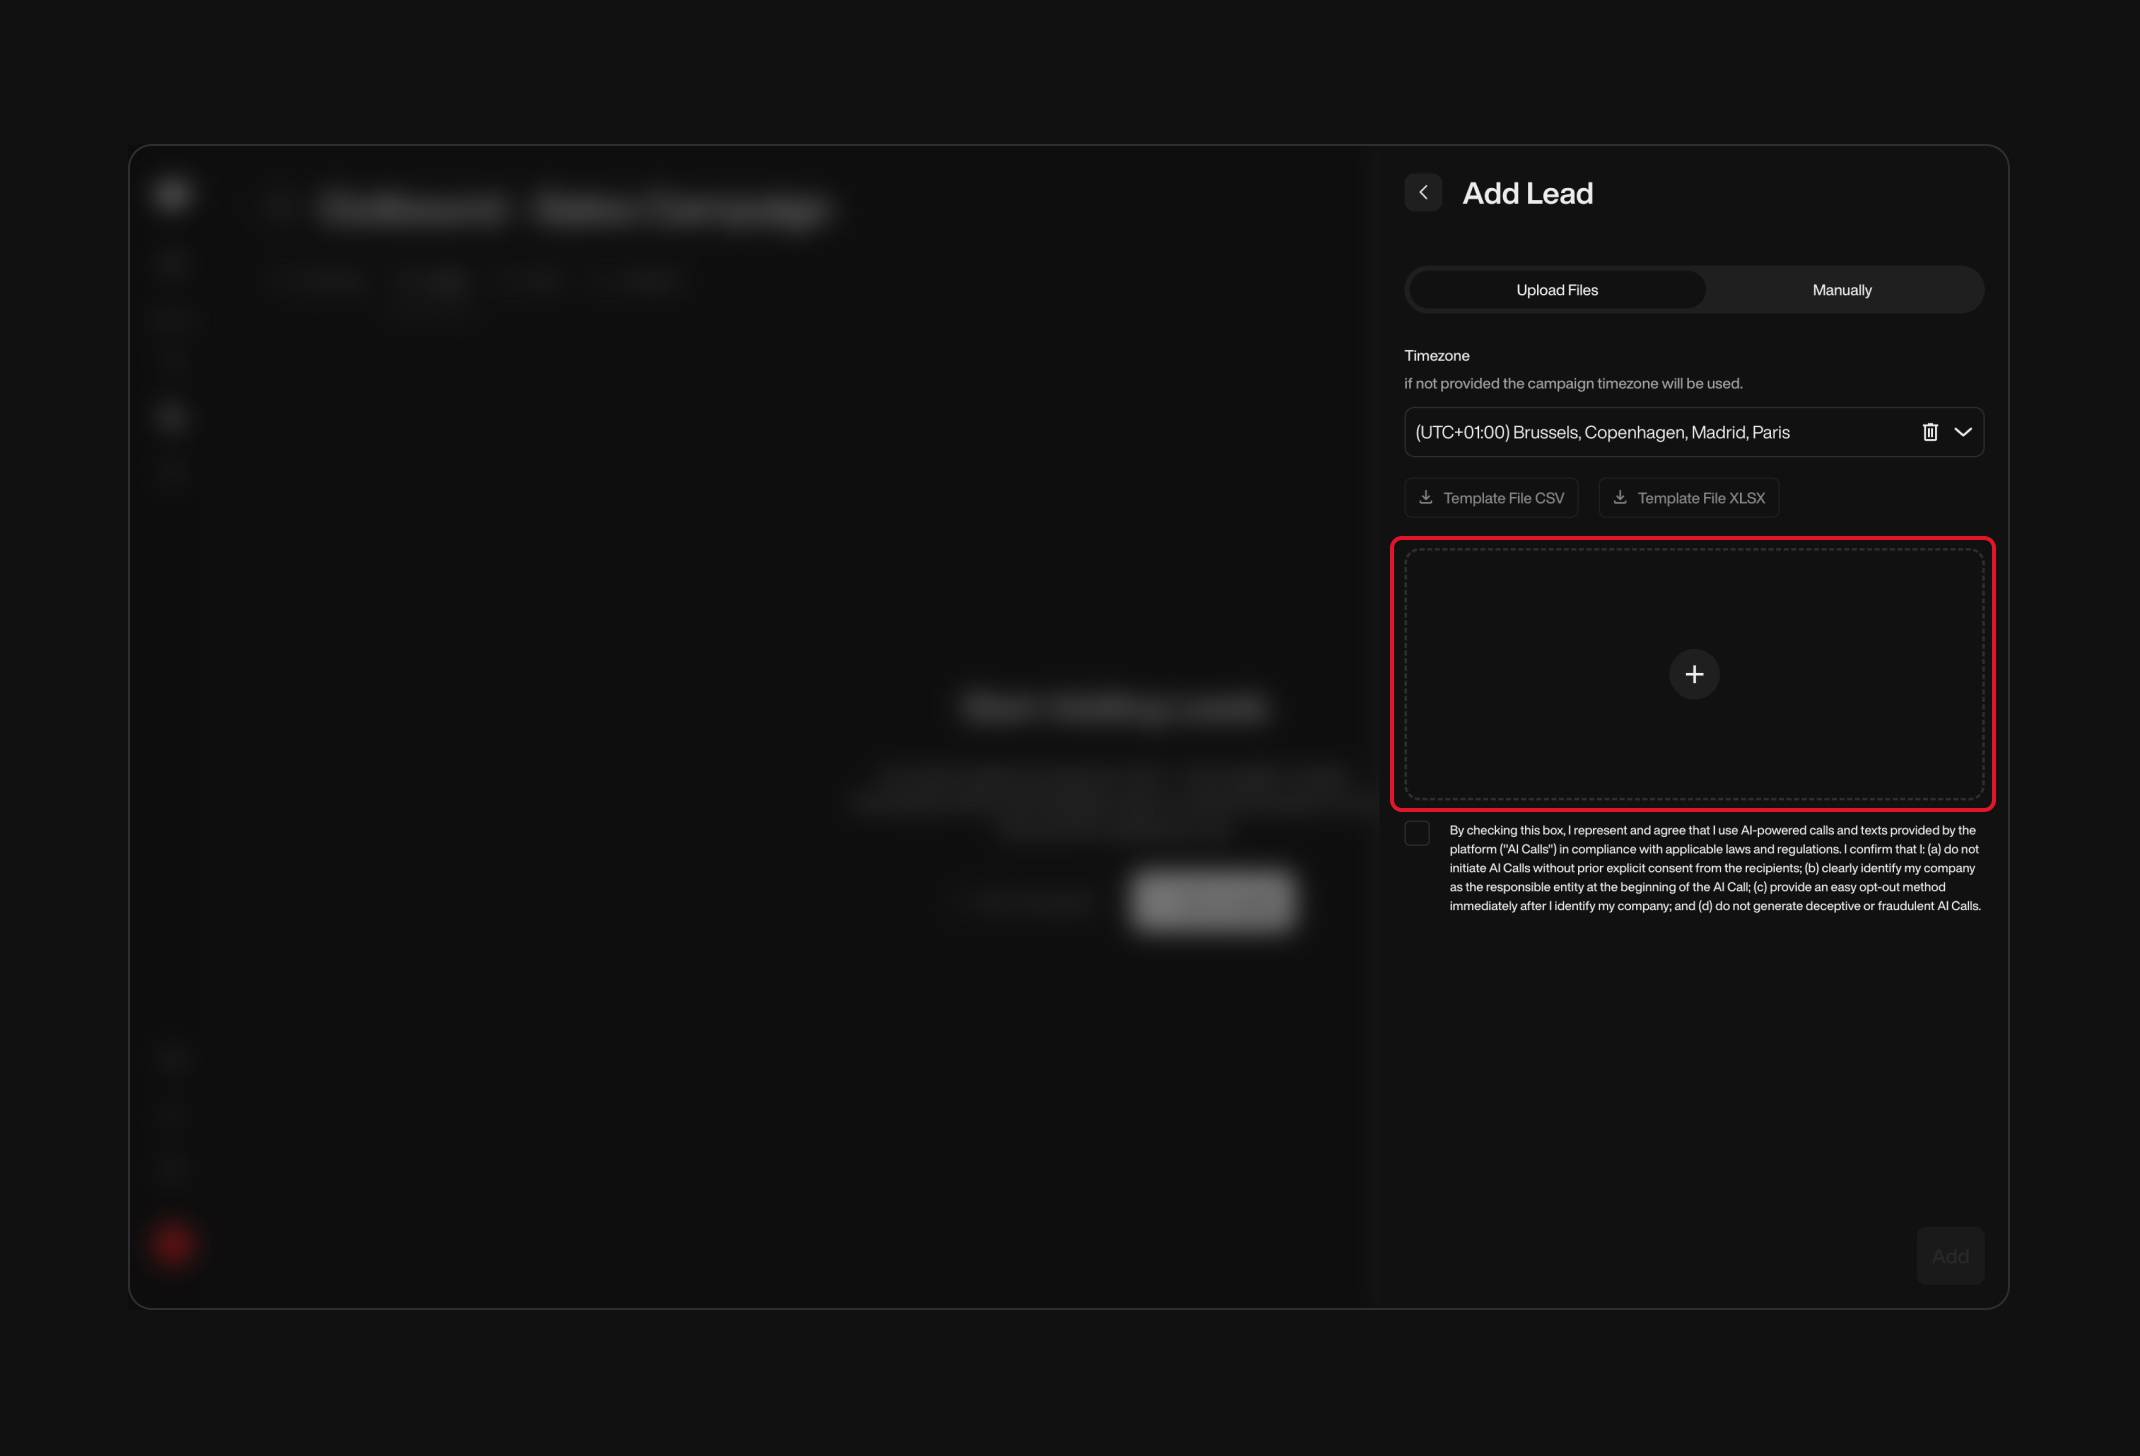 Add Lead
Upload Files
Manually
Timezone
if not provided the campaign timezone will be used.
(UTC+01:00) Brussels, Copenhagen, Madrid, Paris
Template File CSV
Template File XLSX
By checking this box, I represent and agree that I use AI-powered calls and texts provided by the
platform ("AI Calls") in compliance with applicable laws and regulations. I confirm that I: (a) do not
initiate AI Calls without prior explicit consent from the recipients; (b) clearly identify my company
as the responsible entity at the beginning of the AI Call; (c) provide an easy opt-out method
immediately after I identify my company; and (d) do not generate deceptive or fraudulent AI Calls.
Add